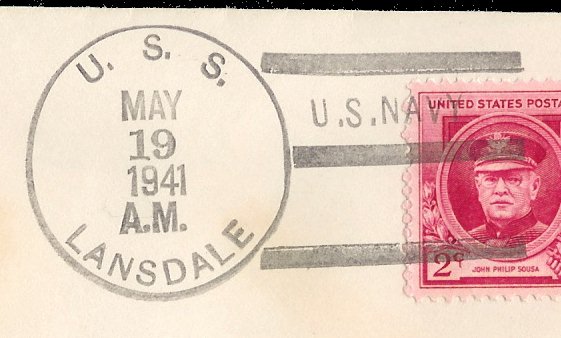 U. S. S.
MAY
19
1941
A.M.
LANSDALE
U.S.NAVY
UNITED STATES POSTA
2¢
JOHN PHILIP SOUSA